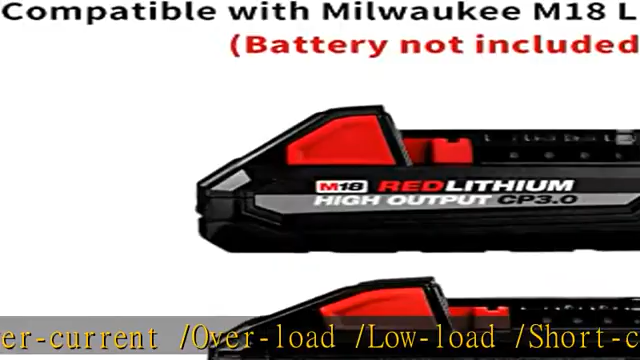 Compatible with Milwaukee M18 L
(Battery not included
M18 REDLITHIUM
HIGH OUTPUT CP3.0
er-current /Over-load /Low-load /Short-c